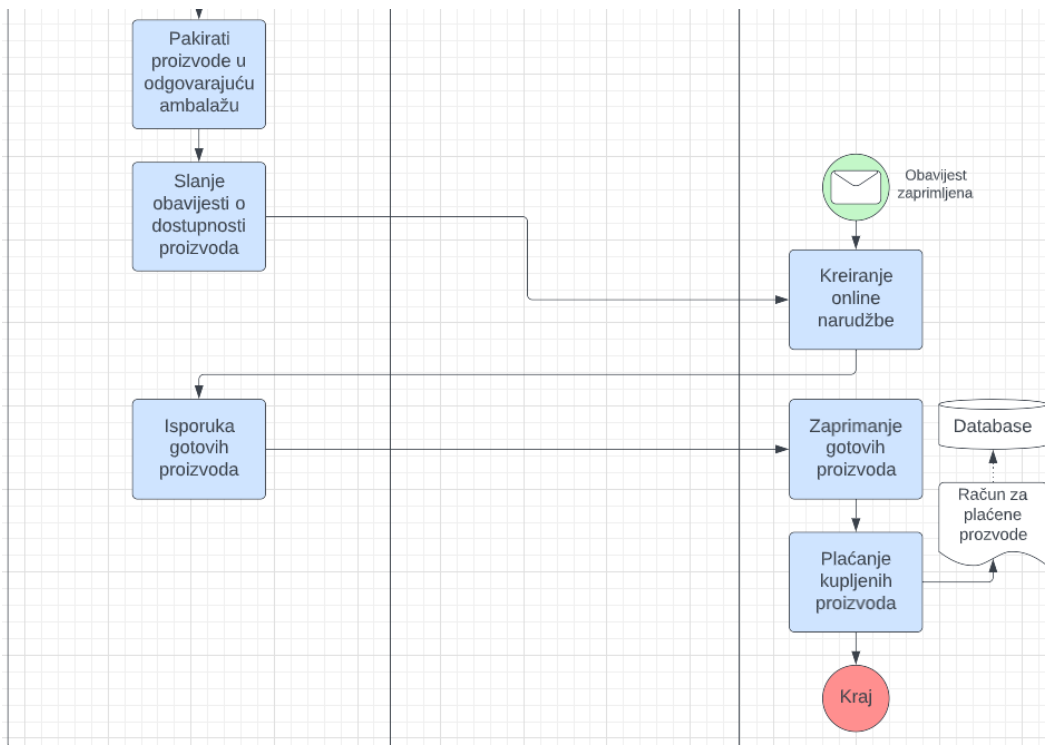 Pakirati
proizvode u
odgovarajuću
ambalažu
Slanje
obavijesti o
dostupnosti
proizvoda
Obavijest
zaprimljena
Kreiranje
online
narudžbe
Isporuka
gotovih
proizvoda
Zaprimanje
gotovih
proizvoda
Database
Račun za
plaćene
prozvode
Plaćanje
kupljenih
proizvoda
Kraj